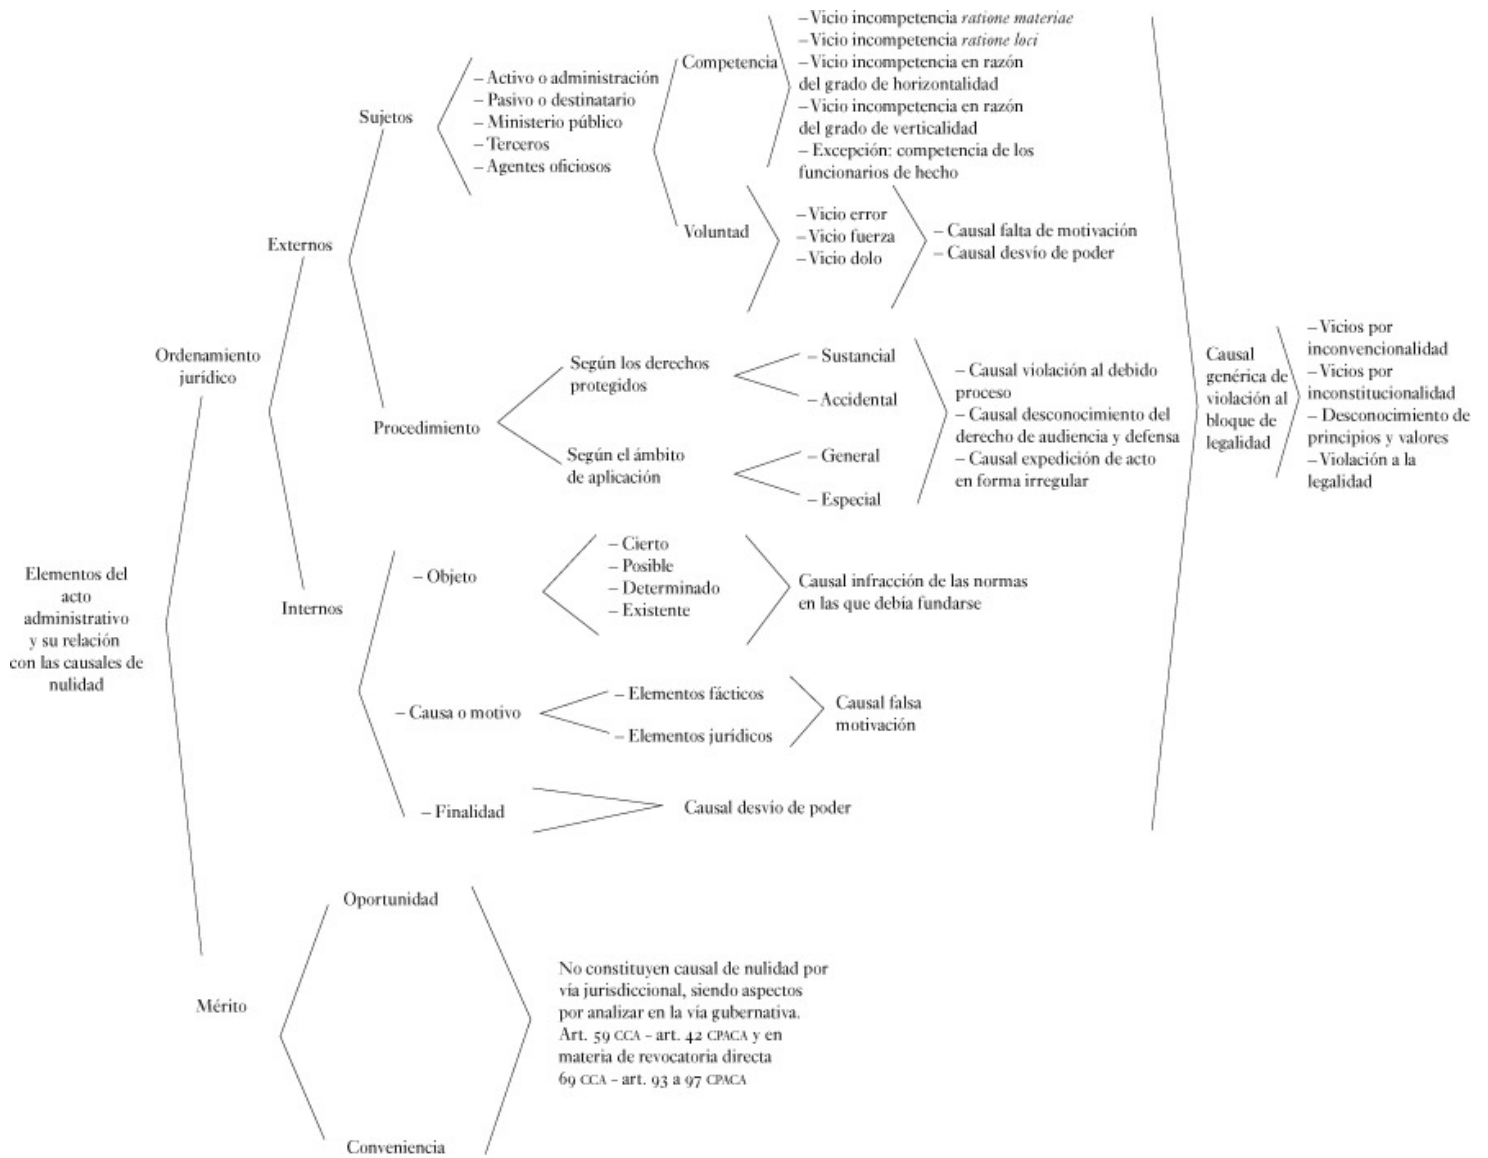 Elementos del
acto
administrativo
y su relación
con las causales de
nulidad
Ordenamiento
jurídico
Externos
Sujetos
– Activo o administración
– Pasivo o destinatario
– Ministerio público
– Terceros
– Agentes oficiosos
Competencia
– Vicio incompetencia ratione materiae
– Vicio incompetencia ratione loci
– Vicio incompetencia en razón
del grado de horizontalidad
– Vicio incompetencia en razón
del grado de verticalidad
– Excepción: competencia de los
funcionarios de hecho
Voluntad
– Vicio error
– Vicio fuerza
– Vicio dolo
– Causal falta de motivación
– Causal desvío de poder
Procedimiento
Según los derechos
protegidos
– Sustancial
– Accidental
Según el ámbito
de aplicación
– General
– Especial
– Causal violación al debido
proceso
– Causal desconocimiento del
derecho de audiencia y defensa
– Causal expedición de acto
en forma irregular
Internos
– Objeto
– Cierto
– Posible
– Determinado
– Existente
Causal infracción de las normas
en las que debía fundarse
– Causa o motivo
– Elementos fácticos
– Elementos jurídicos
Causal falsa
motivación
– Finalidad
Causal desvío de poder
Causal
genérica de
violación al
bloque de
legalidad
– Vicios por
inconvencionalidad
– Vicios por
inconstitucionalidad
– Desconocimiento de
principios y valores
– Violación a la
legalidad
Mérito
Oportunidad
Conveniencia
No constituyen causal de nulidad por
vía jurisdiccional, siendo aspectos
por analizar en la vía gubernativa.
Art. 59 CCA – art. 42 CPACA y en
materia de revocatoria directa
69 CCA – art. 93 a 97 CPACA